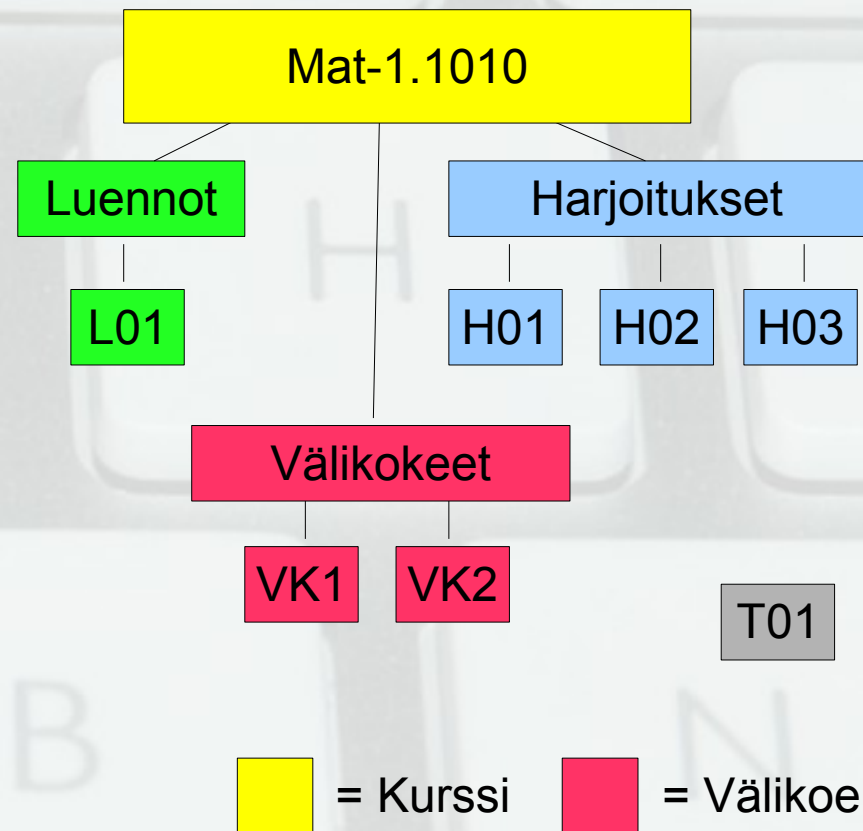 Mat-1.1010
Luennot
Harjoitukset
H
L01
H01
H02
H03
Välikokeet
VK1
VK2
T01
B
N
= Kurssi
= Välikoe